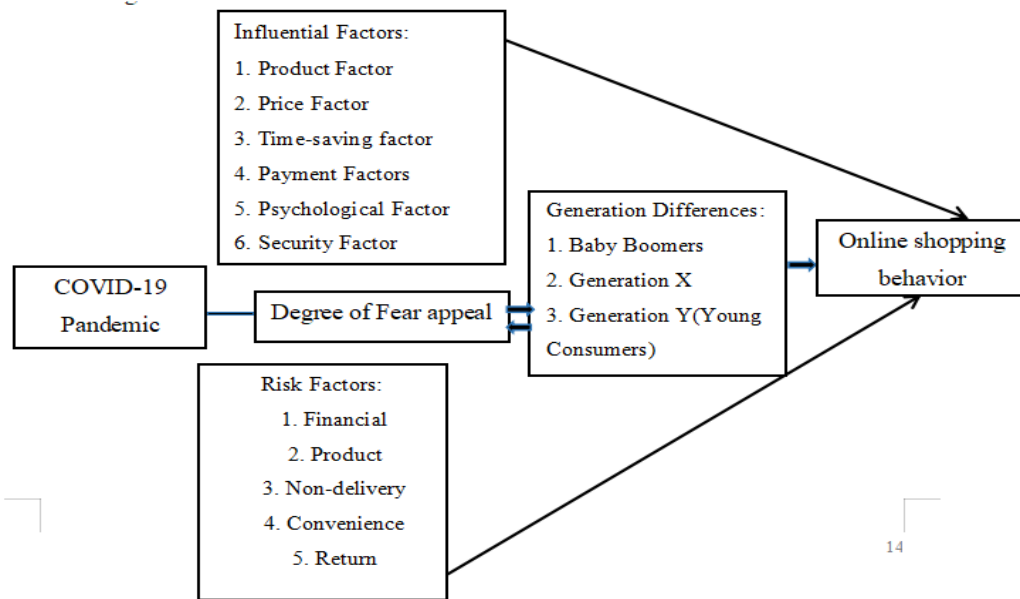 Influential Factors:
1. Product Factor
2. Price Factor
3. Time-saving factor
4. Payment Factors
5. Psychological Factor
6. Security Factor
COVID-19
Pandemic
Degree of Fear appeal
Generation Differences:
1. Baby Boomers
2. Generation X
3. Generation Y(Young
Consumers)
Online shopping
behavior
Risk Factors:
1. Financial
2. Product
3. Non-delivery
4. Convenience
5. Return
14